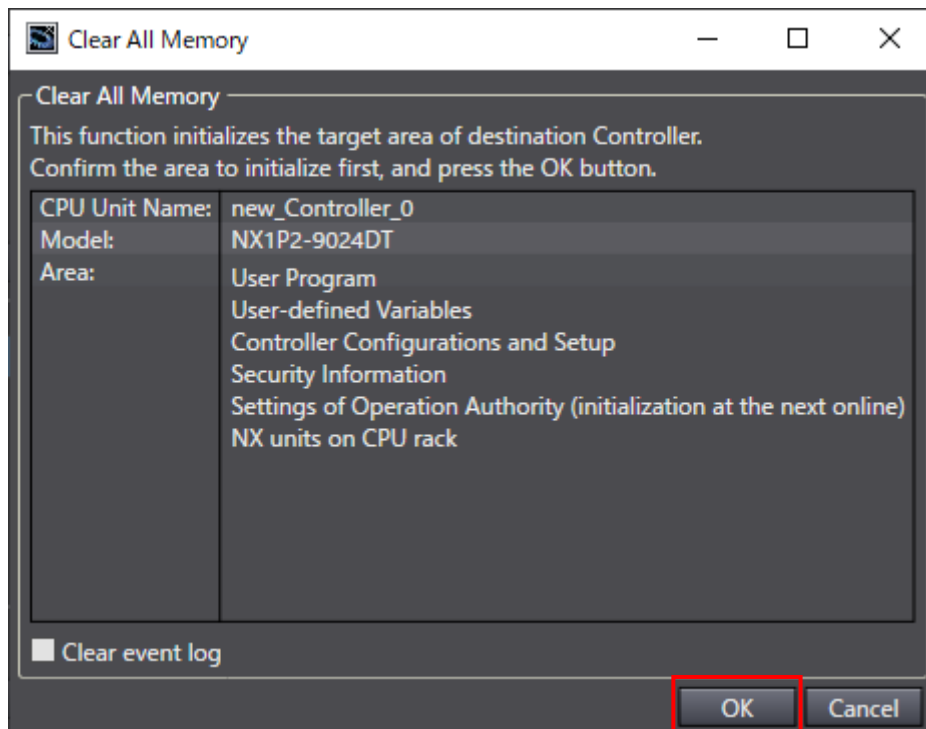 Clear All Memory
Clear All Memory
This function initializes the target area of destination Controller.
Confirm the area to initialize first, and press the OK button.
CPU Unit Name: new_Controller_0
Model: NX1P2-9024DT
Area: User Program
User-defined Variables
Controller Configurations and Setup
Security Information
Settings of Operation Authority (initialization at the next online)
NX units on CPU rack
Clear event log
OK Cancel